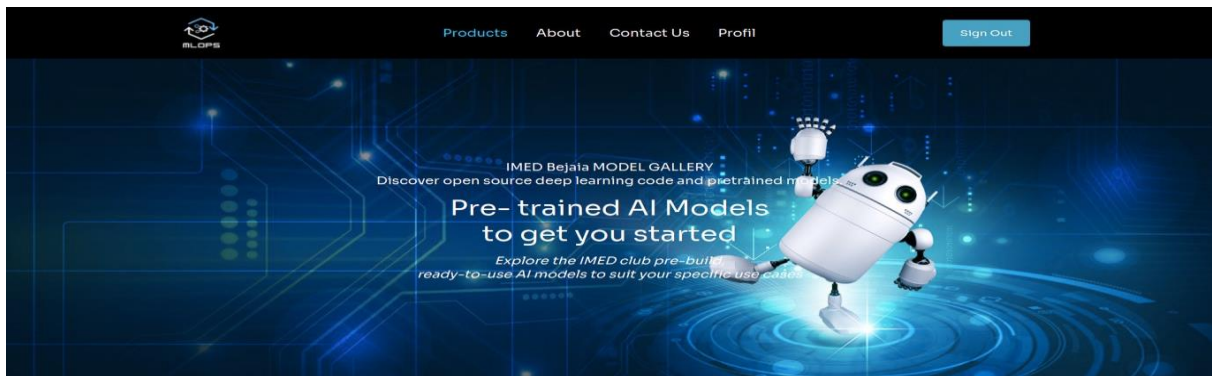 MLOPS
Products About Contact Us Profil
Sign Out
IMED Bejaia MODEL GALLERY
Discover open source deep learning code and pretrained models
Pre- trained AI Models
to get you started
Explore the IMED club pre-build,
ready-to-use AI models to suit your specific use cases